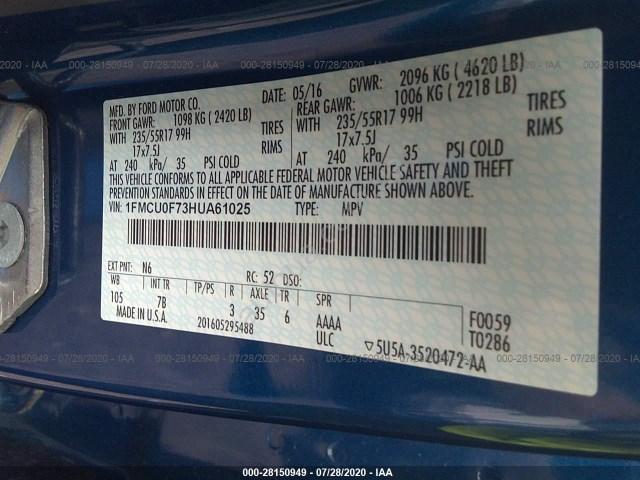 000-28150949 / 07/28/2020 - IAA
MFD. BY FORD MOTOR CO.
DATE: 05/16
GVWR: 2096 KG ( 4620 LB)
FRONT GAWR: 1098 KG ( 2420 LB)
REAR GAWR: 1006 KG ( 2218 LB)
WITH 235/55R17 99H TIRES
17x7.5J RIMS
AT 240 kPa/ 35 PSI COLD
WITH 235/55R17 99H TIRES
17x7.5J RIMS
AT 240 kPa/ 35 PSI COLD
THIS VEHICLE CONFORMS TO ALL APPLICABLE FEDERAL MOTOR VEHICLE SAFETY AND THEFT
PREVENTION STANDARDS IN EFFECT ON THE DATE OF MANUFACTURE SHOWN ABOVE.
VIN: 1FMCU0F73HUA61025
TYPE: MPV
EXT PNT: N6 RC: 52 DSO:
WB INT TR TP/PS R AXLE TR SPR
105 7B 3 35 6 AAAA
ULC
MADE IN U.S.A.
201605295488
F0059
T0286
▽5U5A-3520472-AA
000-28150949 / 07/28/2020 - IAA